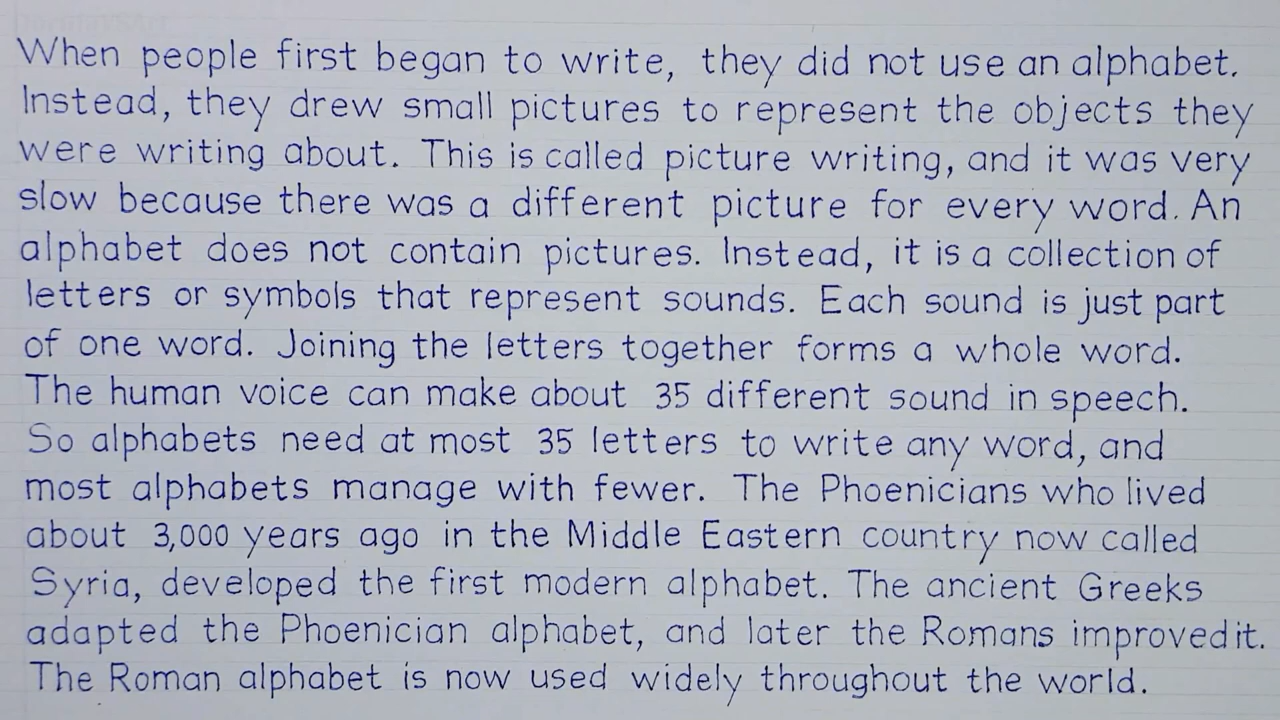 When people first began to write, they did not use an alphabet.
Instead, they drew small pictures to represent the objects they
were writing about. This is called picture writing, and it was very
slow because there was a different picture for every word. An
alphabet does not contain pictures. Instead, it is a collection of
letters or symbols that represent sounds. Each sound is just part
of one word. Joining the letters together forms a whole word.
The human voice can make about 35 different sound in speech.
So alphabets need at most 35 letters to write any word, and
most alphabets manage with fewer. The Phoenicians who lived
about 3,000 years ago in the Middle Eastern country now called
Syria, developed the first modern alphabet. The ancient Greeks
adapted the Phoenician alphabet, and later the Romans improved it.
The Roman alphabet is now used widely throughout the world.